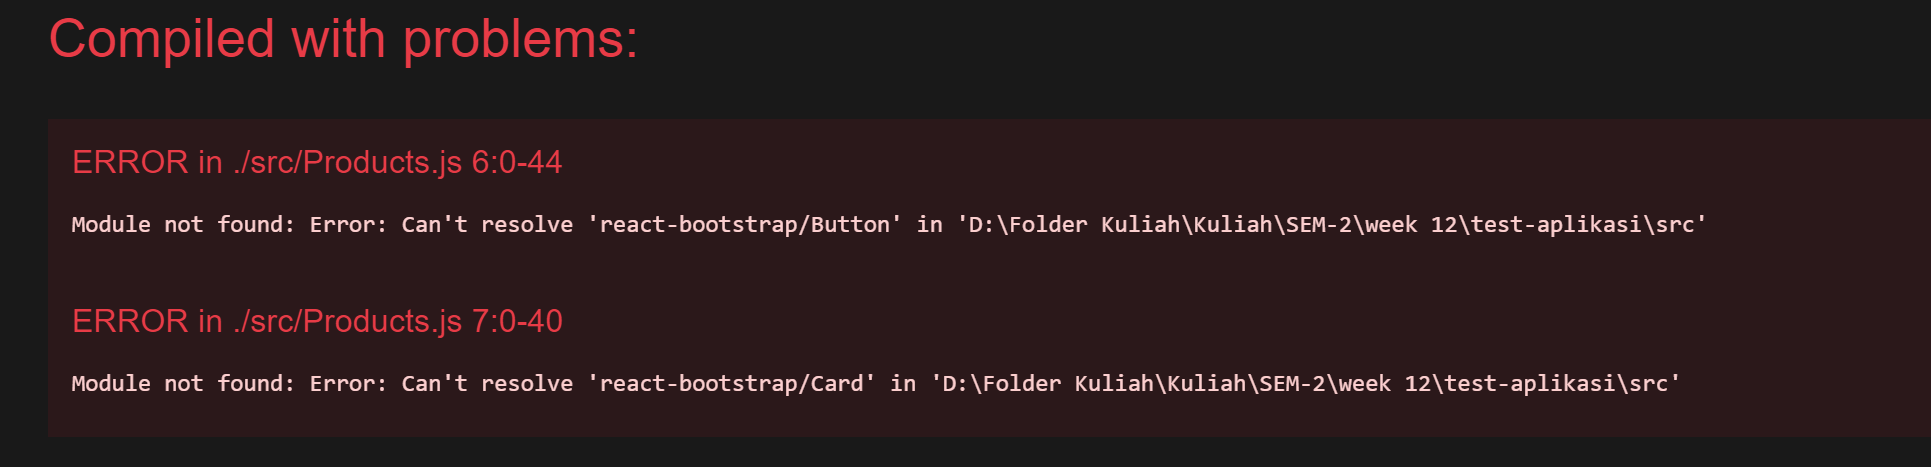 Compiled with problems:
ERROR in ./src/Products.js 6:0-44
Module not found: Error: Can't resolve 'react-bootstrap/Button' in 'D:\Folder Kuliah\Kuliah\SEM-2\week 12\test-aplikasi\src'
ERROR in ./src/Products.js 7:0-40
Module not found: Error: Can't resolve 'react-bootstrap/Card' in 'D:\Folder Kuliah\Kuliah\SEM-2\week 12\test-aplikasi\src'